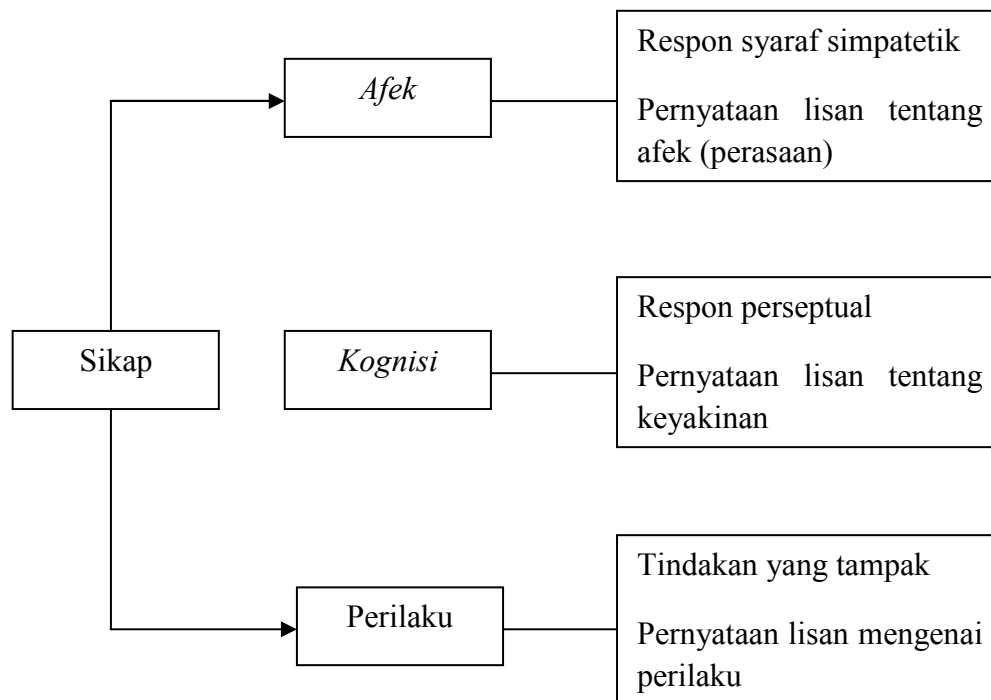 Afek
Respon syaraf simpatetik
Pernyataan lisan tentang
afek (perasaan)
Sikap
Kognisi
Respon perseptual
Pernyataan lisan tentang
keyakinan
Perilaku
Tindakan yang tampak
Pernyataan lisan mengenai
perilaku